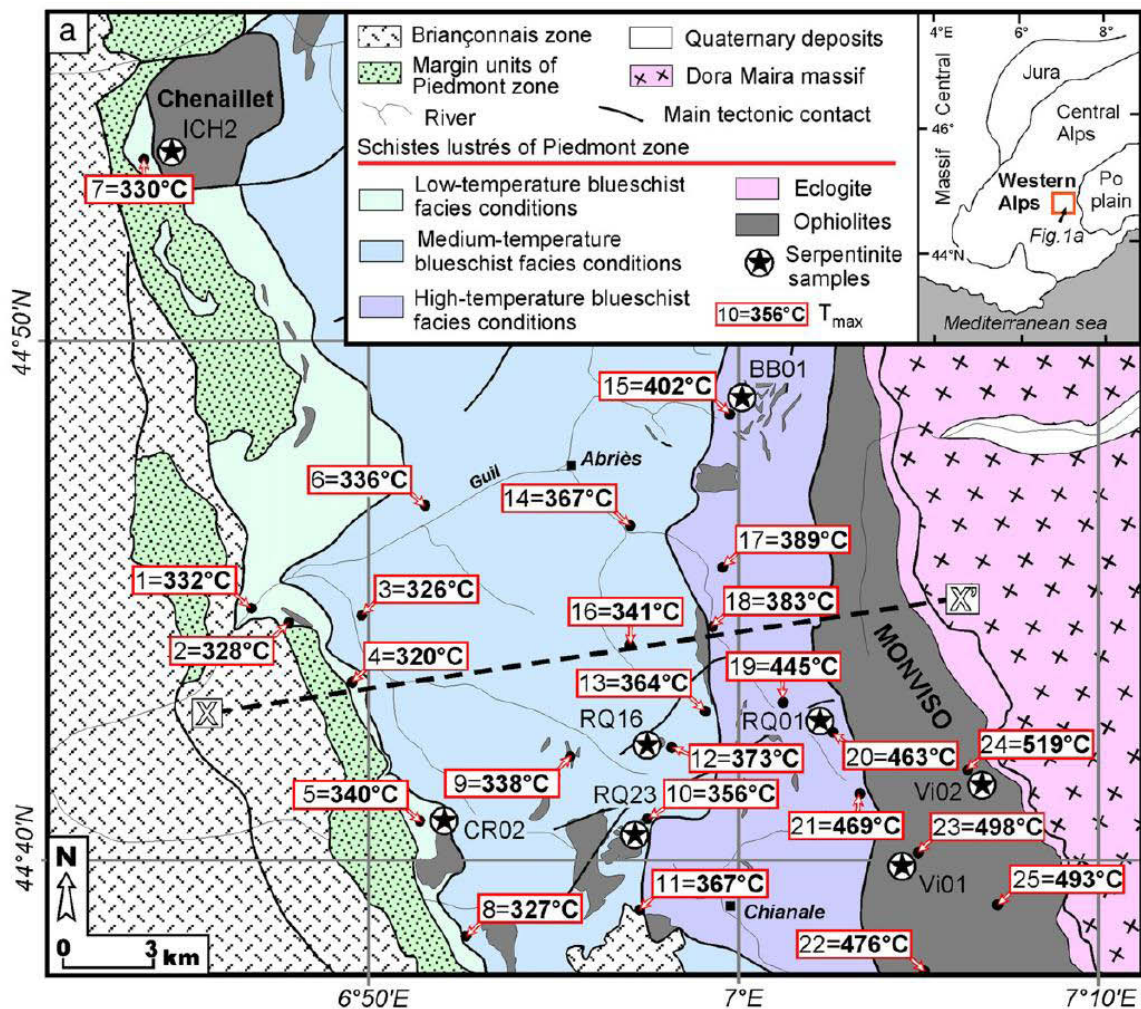 a
Briançonnais zone
Margin units of
Piedmont zone
River
Quaternary deposits
Dora Maira massif
Main tectonic contact
Schistes lustrés of Piedmont zone
Low-temperature blueschist
facies conditions
Medium-temperature
blueschist facies conditions
High-temperature blueschist
facies conditions
Eclogite
Ophiolites
Serpentinite
samples
10=356°C Tmax
4°E 6° 8°
Massif Central
Jura
46°
Central
Alps
Western
Alps
Po
plain
Fig.1a
44°N
Mediterranean sea
Chenaillet
ICH2
7=330°C
44°50'N
BB01
15=402°C
Abriès
Guil
6=336°C
14=367°C
17=389°C
1=332°C
3=326°C
16=341°C
18=383°C
X'
2=328°C
4=320°C
19=445°C
MONVISO
13=364°C
X
RQ16
RQ01
12=373°C
20=463°C
24=519°C
9=338°C
Vi02
5=340°C
CR02
RQ23
10=356°C
21=469°C
23=498°C
44°40'N
Vi01
11=367°C
25=493°C
N
8=327°C
Chianale
22=476°C
0 3
km
6°50'E 7°E 7°10'E